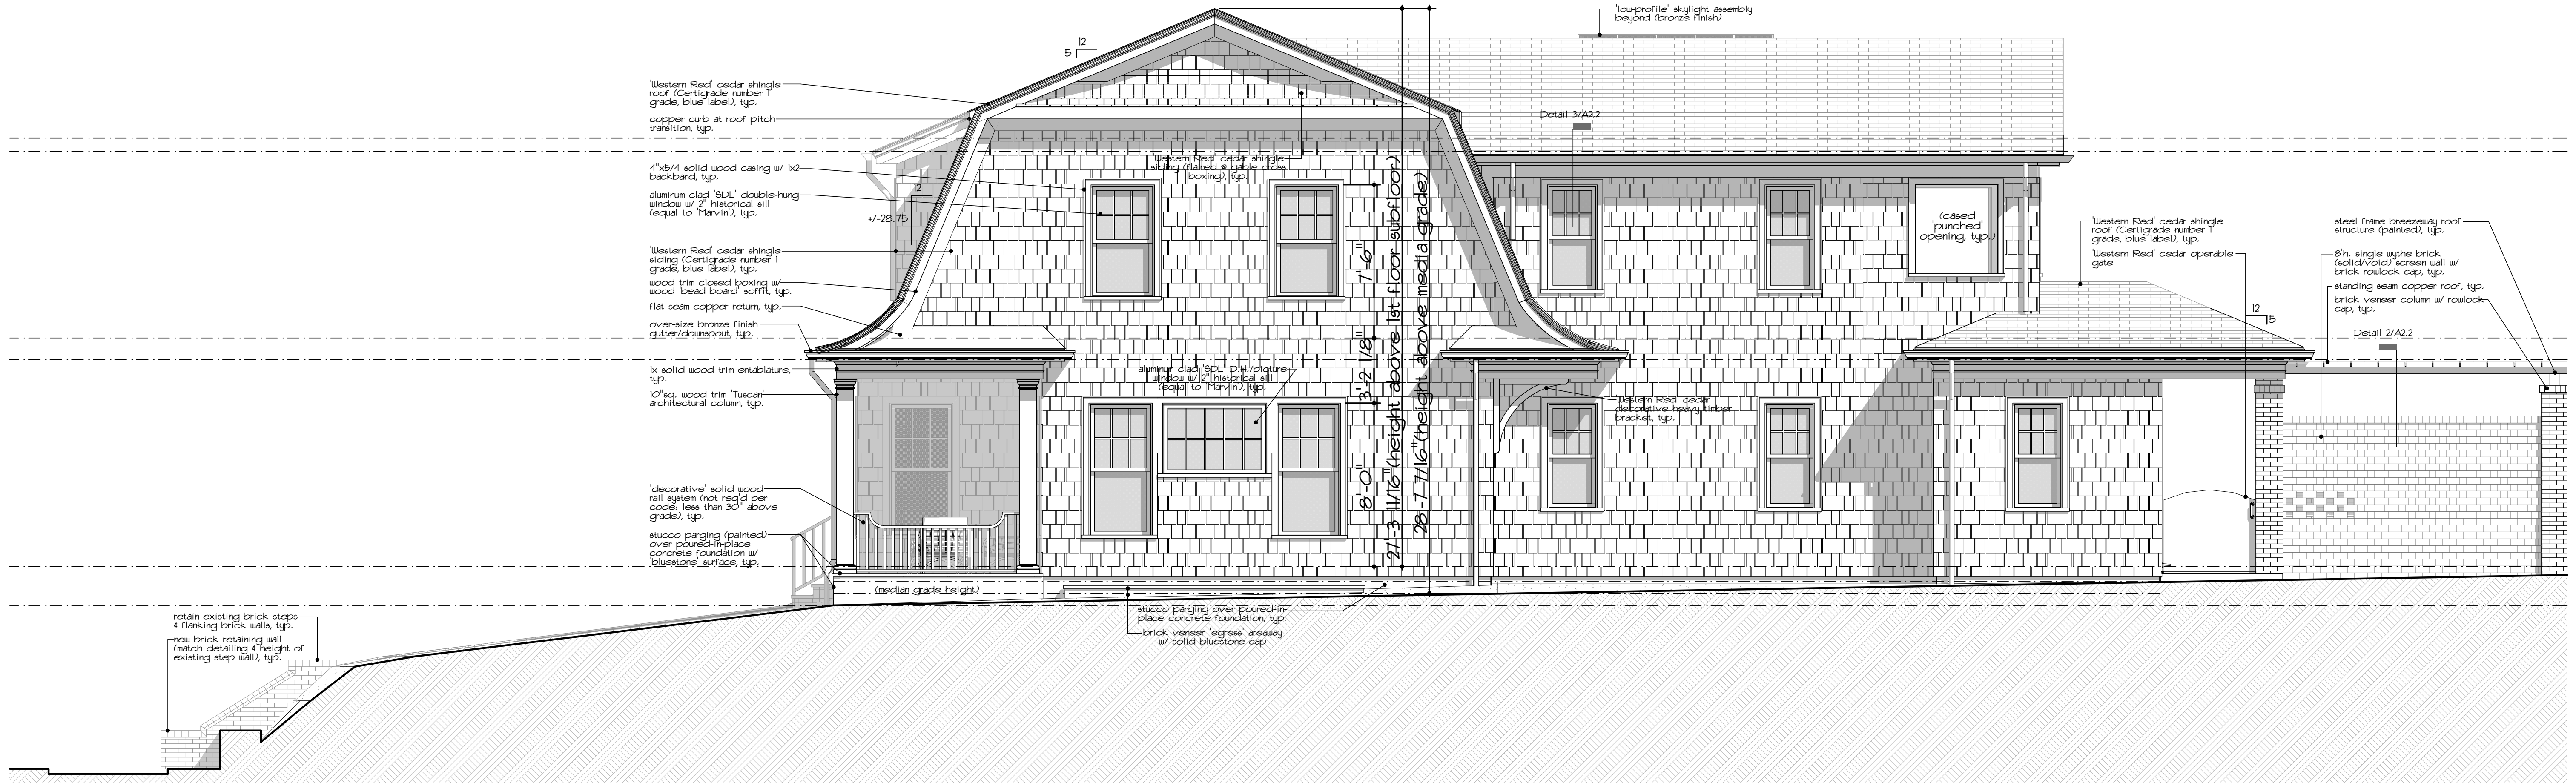 'low-profile' skylight assembly
beyond (bronze finish)
12
5
'Western Red' cedar shingle
roof (Certigrade number 1
grade, blue label), typ.
copper curb at roof pitch
transition, typ.
4"x5/4 solid wood casing w/ 1x2
backband, typ.
aluminum clad 'SDL' double-hung
window w/ 2" historical sill
(equal to 'Marvin'), typ.
12
+/-28.75
'Western Red' cedar shingle
siding (Certigrade number 1
grade, blue label), typ.
wood trim closed boxing w/
wood 'bead board' soffit, typ.
flat seam copper return, typ.
over-size bronze finish
gutter/downspout, typ.
1x solid wood trim entablature,
typ.
10"sq. wood trim 'Tuscan'
architectural column, typ.
'decorative' solid wood
rail system (not req'd per
code: less than 30" above
grade), typ.
stucco parging (painted)
over poured-in-place
concrete foundation w/
'bluestone' surface, typ.
retain existing brick steps
& flanking brick walls, typ.
new brick retaining wall
(match detailing & height of
existing step wall), typ.
'Western Red' cedar shingle
siding (flaired @ gable cross
boxing), typ.
aluminum clad 'SDL' D.H./picture
window w/ 2" historical sill
(equal to 'Marvin'), typ.
7'-6"
3'-2 1/8"
8'-0"
27'-3 11/16"(height above 1st floor subfloor)
28'-7 7/16"(height above media grade)
(median grade height)
stucco parging over poured-in-
place concrete foundation, typ.
brick veneer 'egress' areaway
w/ solid bluestone cap
Detail 3/A2.2
(cased
'punched'
opening, typ.)
'Western Red' cedar
decorative heavy timber
bracket, typ.
'Western Red' cedar shingle
roof (Certigrade number 1
grade, blue label), typ.
'Western Red' cedar operable
gate
12
5
steel frame breezeway roof
structure (painted), typ.
8'h. single wythe brick
(solid/void) screen wall w/
brick rowlock cap, typ.
standing seam copper roof, typ.
brick veneer column w/ rowlock
cap, typ.
Detail 2/A2.2